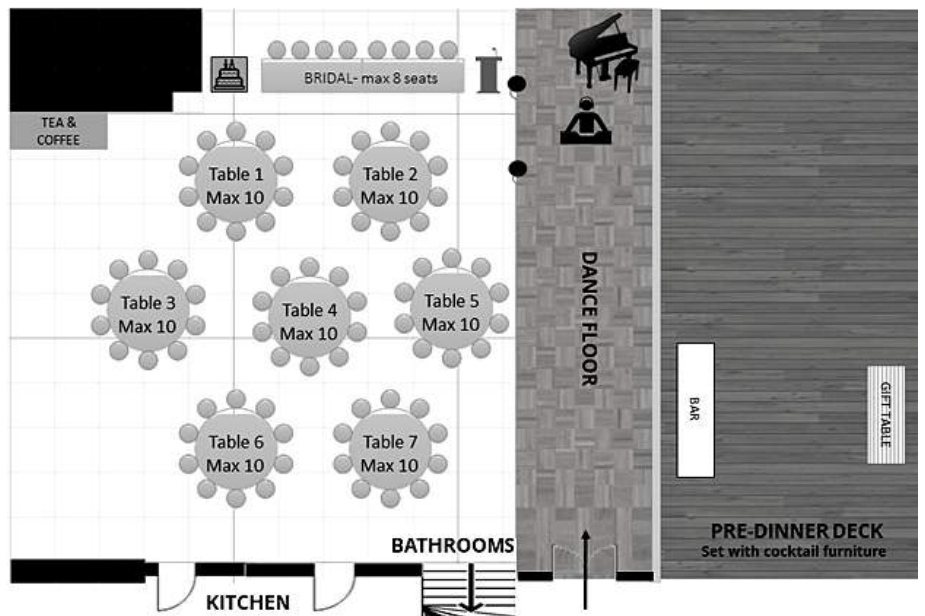 BRIDAL- max 8 seats
TEA &
COFFEE
Table 1
Max 10
Table 2
Max 10
Table 3
Max 10
Table 4
Max 10
Table 5
Max 10
Table 6
Max 10
Table 7
Max 10
DANCE FLOOR
BAR
GIFT TABLE
PRE-DINNER DECK
Set with cocktail furniture
BATHROOMS
KITCHEN